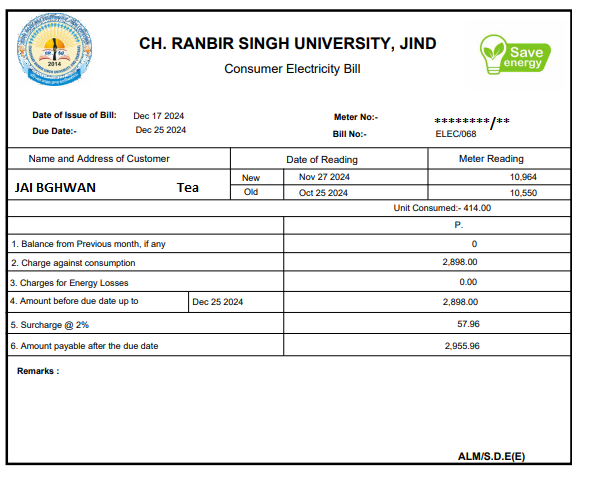 CH. RANBIR SINGH UNIVERSITY, JIND
Consumer Electricity Bill
2014
Save energy
Date of Issue of Bill: Dec 17 2024 Meter No:- ********/**
Due Date:- Dec 25 2024 Bill No:- ELEC/068
Name and Address of Customer Date of Reading Meter Reading
JAI BGHWAN Tea New Nov 27 2024 10,964
Old Oct 25 2024 10,550
Unit Consumed:- 414.00
P.
1. Balance from Previous month, if any 0
2. Charge against consumption 2,898.00
3. Charges for Energy Losses 0.00
4. Amount before due date up to Dec 25 2024 2,898.00
5. Surcharge @ 2% 57.96
6. Amount payable after the due date 2,955.96
Remarks :
ALM/S.D.E(E)